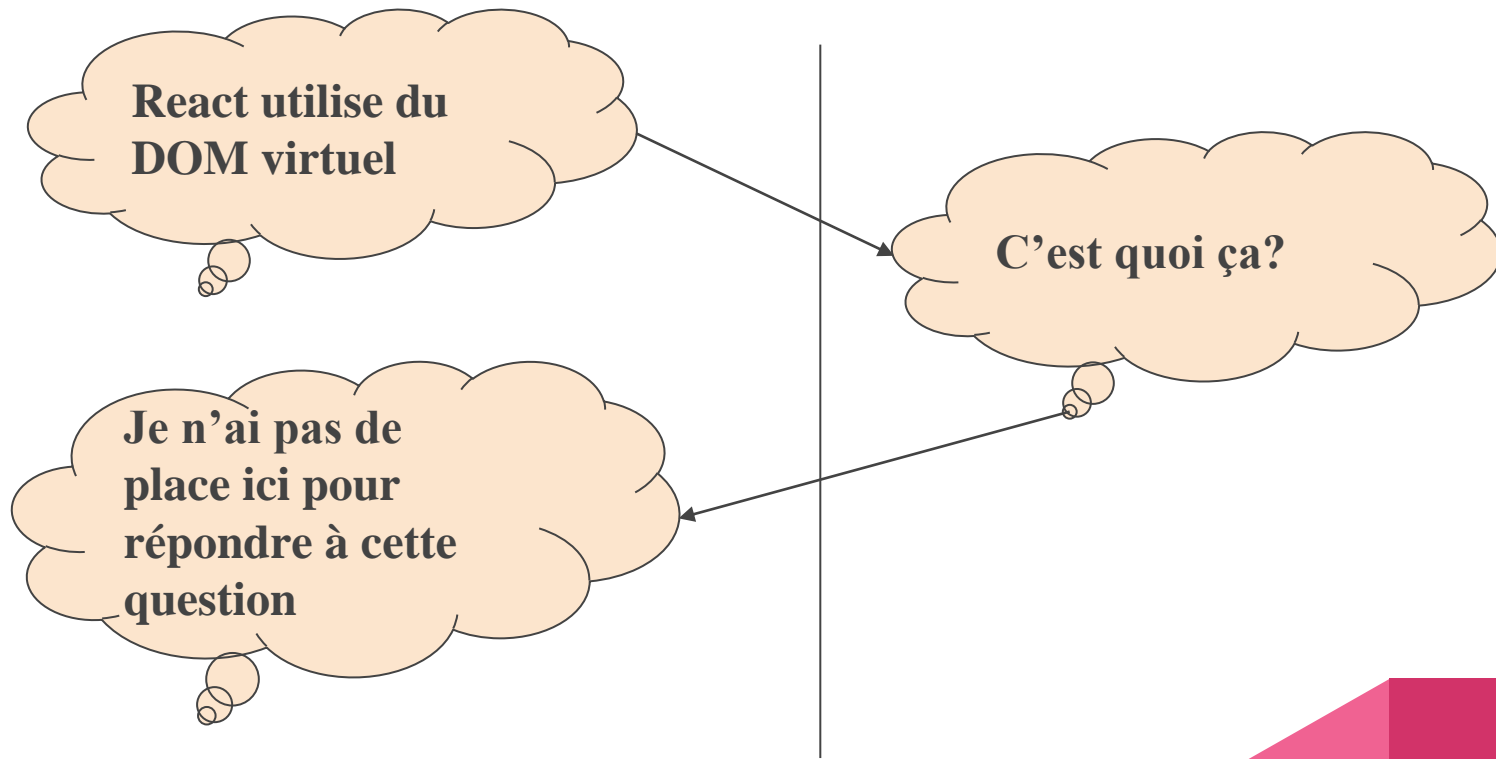 React utilise du
DOM virtuel
C’est quoi ça?
Je n’ai pas de
place ici pour
répondre à cette
question